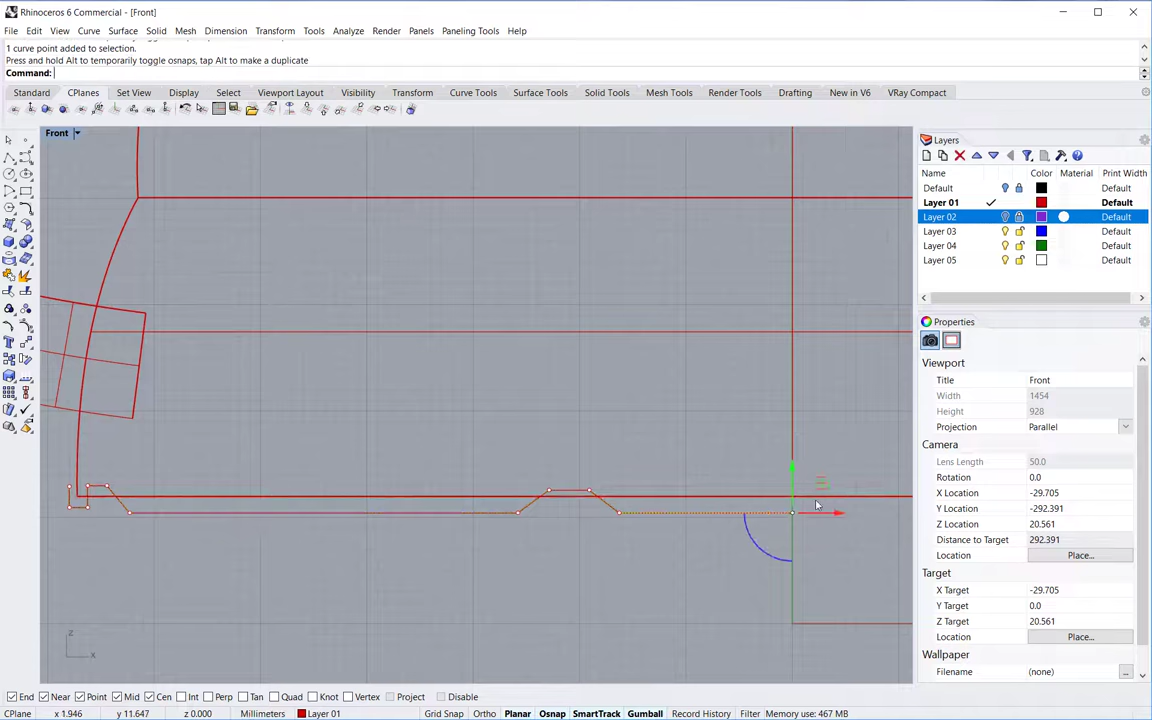 Rhinoceros 6 Commercial - [Front]
File Edit View Curve Surface Solid Mesh Dimension Transform Tools Analyze Render Panels Paneling Tools Help
1 curve point added to selection.
Press and hold Alt to temporarily toggle osnaps, tap Alt to make a duplicate
Command:
Standard CPlanes Set View Display Select Viewport Layout Visibility Transform Curve Tools Surface Tools Solid Tools Mesh Tools Render Tools Drafting New in V6 VRay Compact
Front
Layers
Name Color Material Print Width
Default Default
Layer 01 Default
Layer 02 Default
Layer 03 Default
Layer 04 Default
Layer 05 Default
Properties
Viewport
Title Front
Width 1454
Height 928
Projection Parallel
Camera
Lens Length 50.0
Rotation 0.0
X Location -29.705
Y Location -292.391
Z Location 20.561
Distance to Target 292.391
Location Place...
Target
X Target -29.705
Y Target 0.0
Z Target 20.561
Location Place...
Wallpaper
Filename (none) ...
z
x
End Near Point Mid Cen Int Perp Tan Quad Knot Vertex Project Disable
CPlane x 1.946 y 11.647 z 0.000 Millimeters Layer 01 Grid Snap Ortho Planar Osnap SmartTrack Gumball Record History Filter Memory use: 467 MB